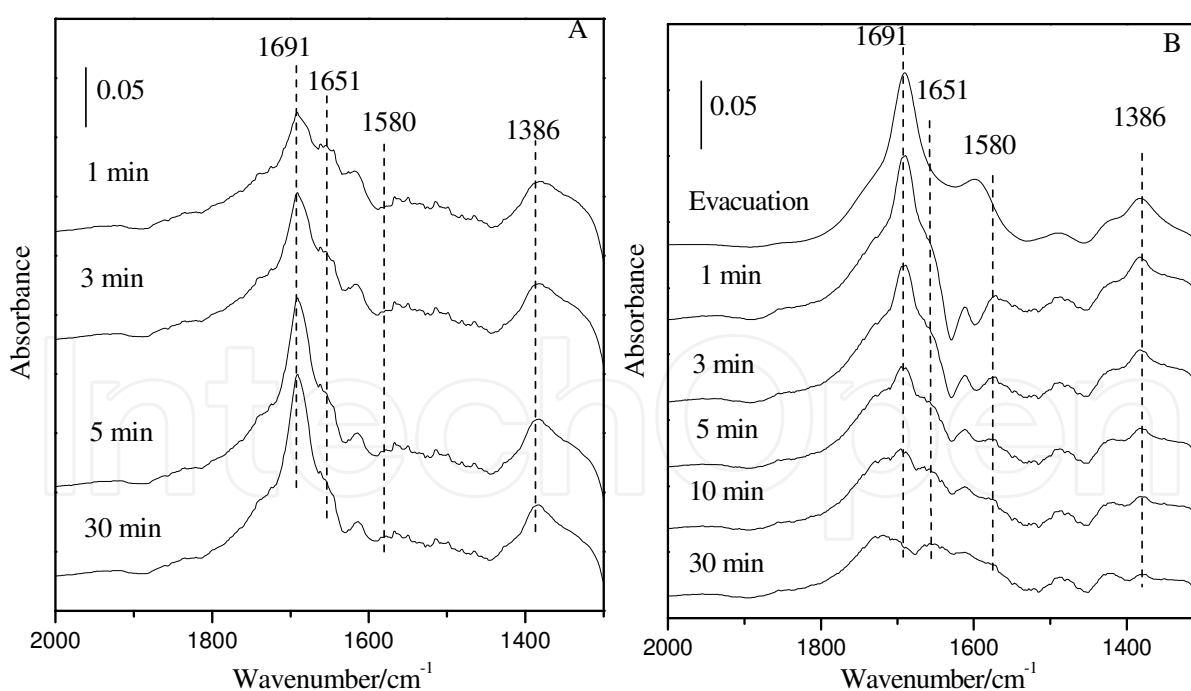 A
1691
1651
0.05
1580
1386
1 min
3 min
5 min
30 min
Absorbance
2000
1800
1600
1400
Wavenumber/cm-1
B
1691
1651
0.05
1580
1386
Evacuation
1 min
3 min
5 min
10 min
30 min
Absorbance
2000
1800
1600
1400
Wavenumber/cm-1
IntechOpen